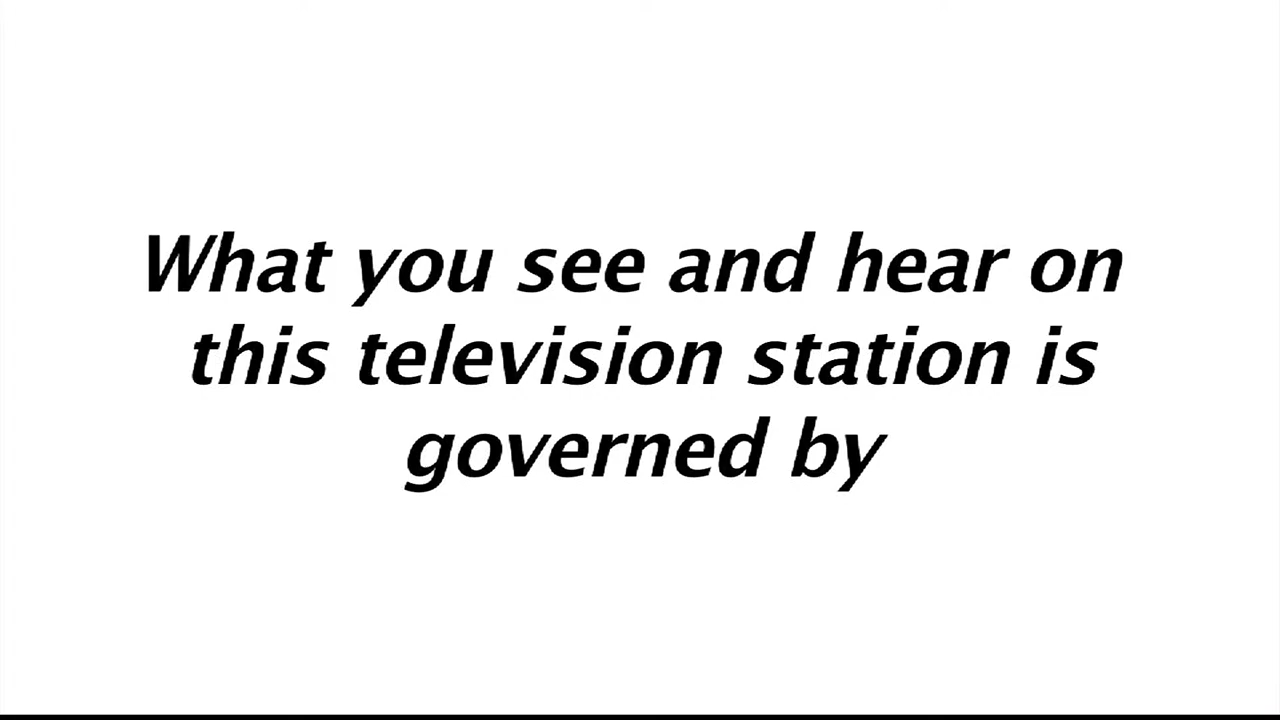 What you see and hear on
this television station is
governed by